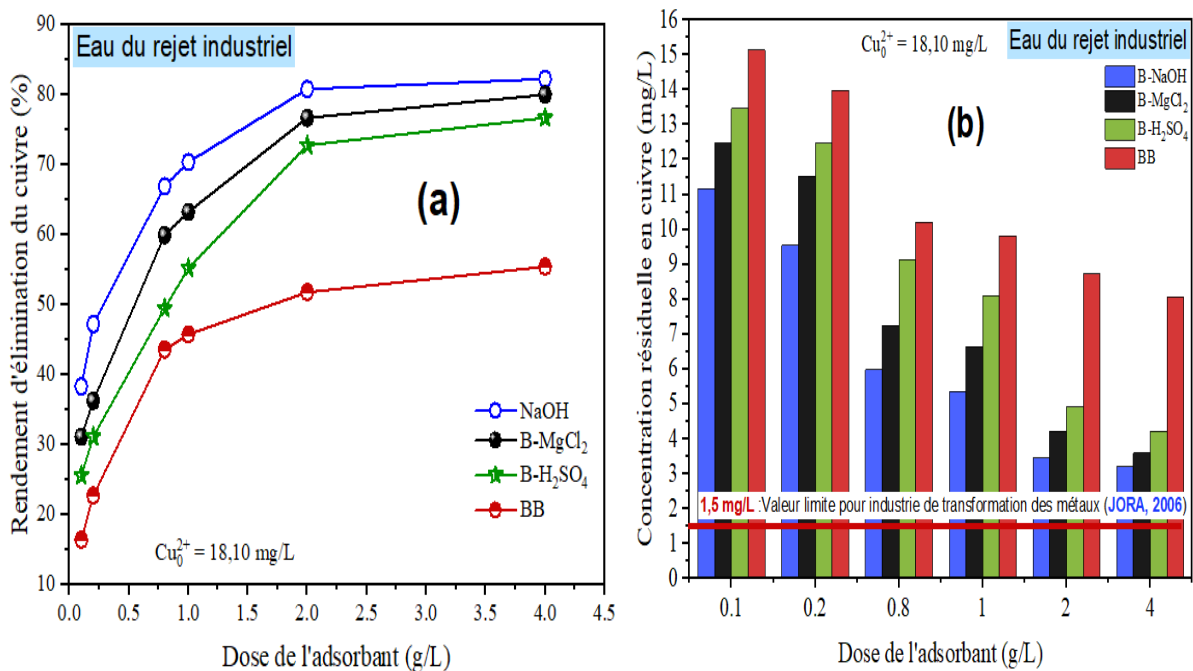 Eau du rejet industriel
(a)
NaOH
B-MgCl₂
B-H₂SO₄
BB
Cu₀²⁺ = 18,10 mg/L
Rendement d'élimination du cuivre (%)
90
80
70
60
50
40
30
20
10
0.0 0.5 1.0 1.5 2.0 2.5 3.0 3.5 4.0 4.5
Dose de l'adsorbant (g/L)
Cu₀²⁺ = 18,10 mg/L
Eau du rejet industriel
(b)
B-NaOH
B-MgCl₂
B-H₂SO₄
BB
1,5 mg/L :Valeur limite pour industrie de transformation des métaux (JORA, 2006)
Concentration résiduelle en cuivre (mg/L)
16
15
14
13
12
11
10
9
8
7
6
5
4
3
2
1
0
0.1 0.2 0.8 1 2 4
Dose de l'adsorbant (g/L)